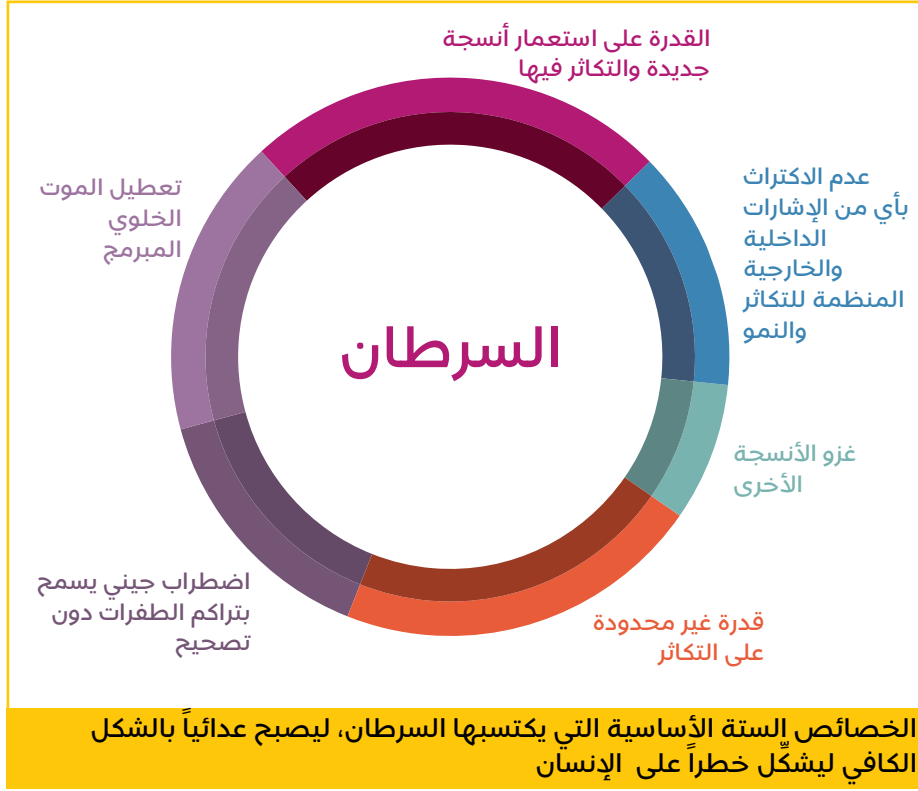 القدرة على استعمار أنسجة
جديدة والتكاثر فيها
عدم الاكتراث
بأي من الإشارات
الداخلية
والخارجية
المنظمة للتكاثر
والنمو
غزو الأنسجة
الأخرى
قدرة غير محدودة
على التكاثر
اضطراب جيني يسمح
بتراكم الطفرات دون
تصحيح
تعطيل الموت
الخلوي
المبرمج
السرطان
الخصائص الستة الأساسية التي يكتسبها السرطان، ليصبح عدائياً بالشكل
الكافي ليشكِّل خطراً على الإنسان